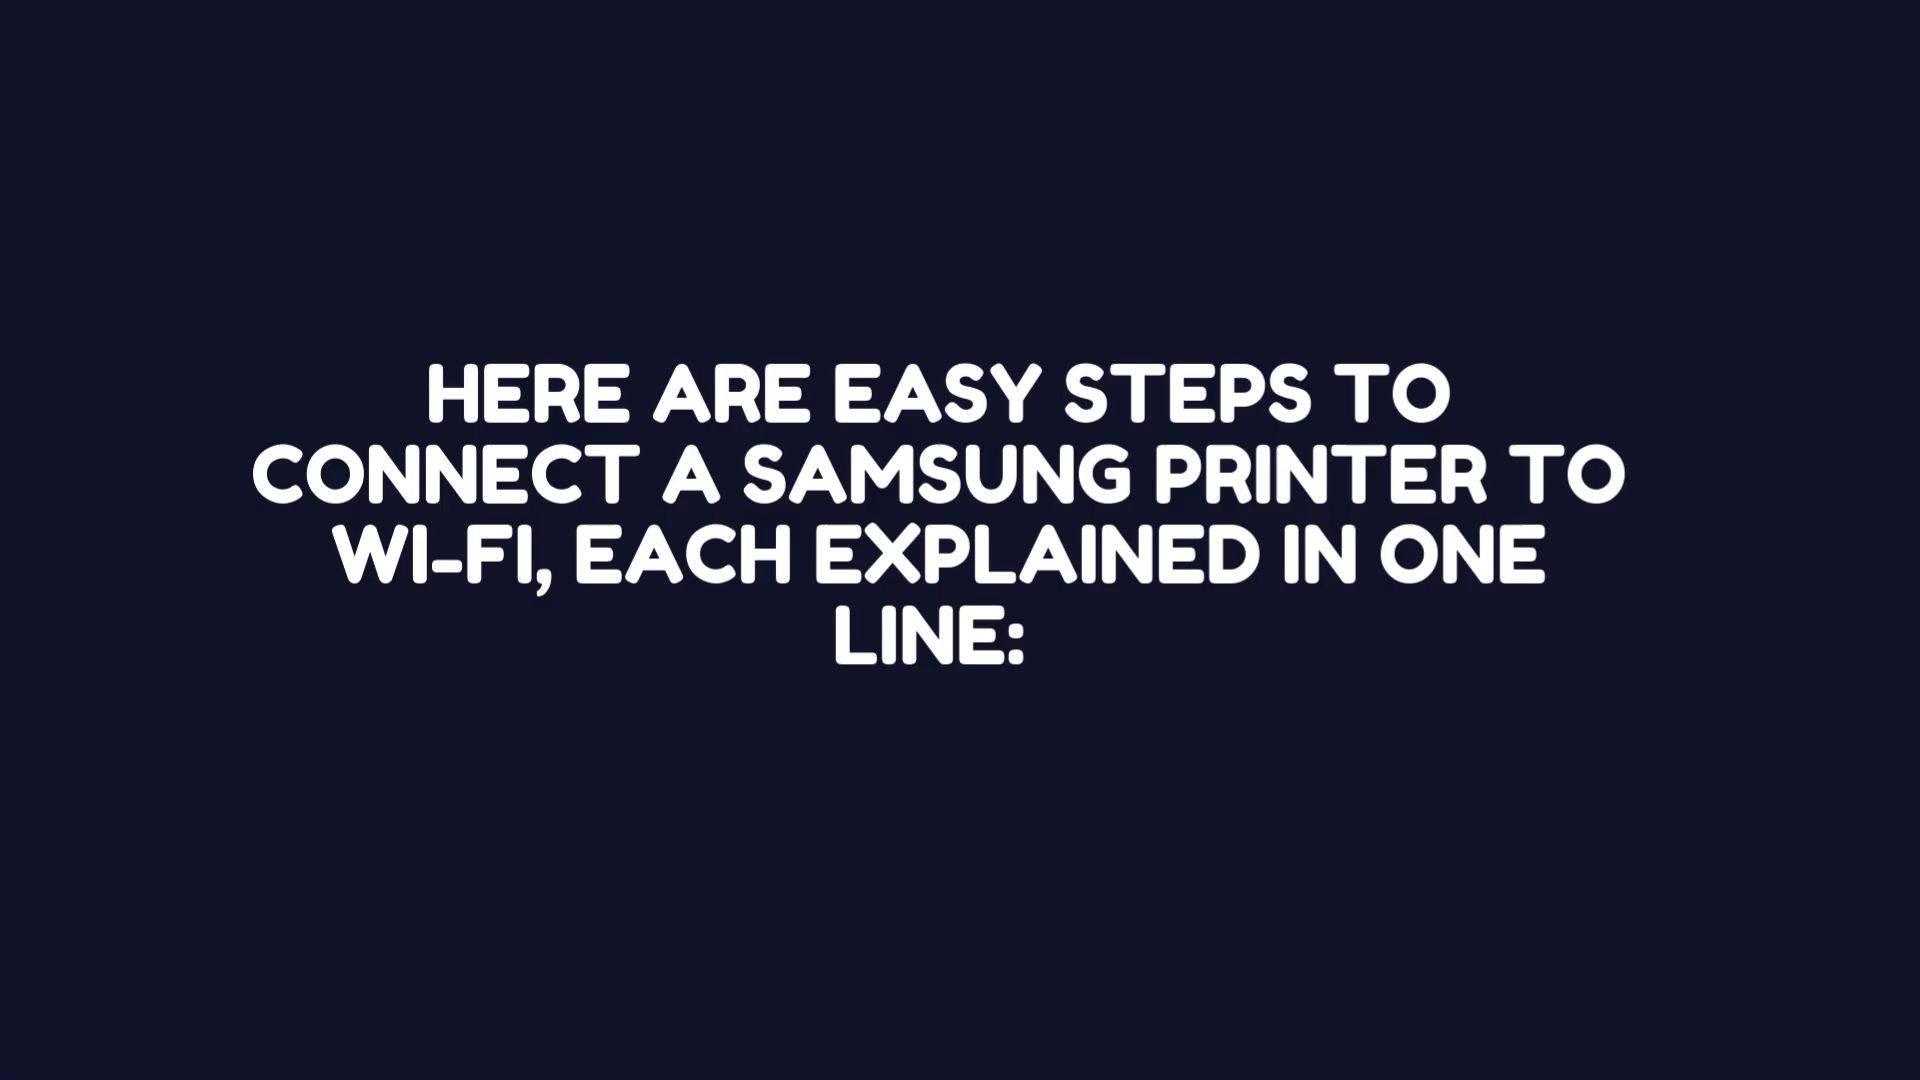 HERE ARE EASY STEPS TO
CONNECT A SAMSUNG PRINTER TO
WI-FI, EACH EXPLAINED IN ONE
LINE: